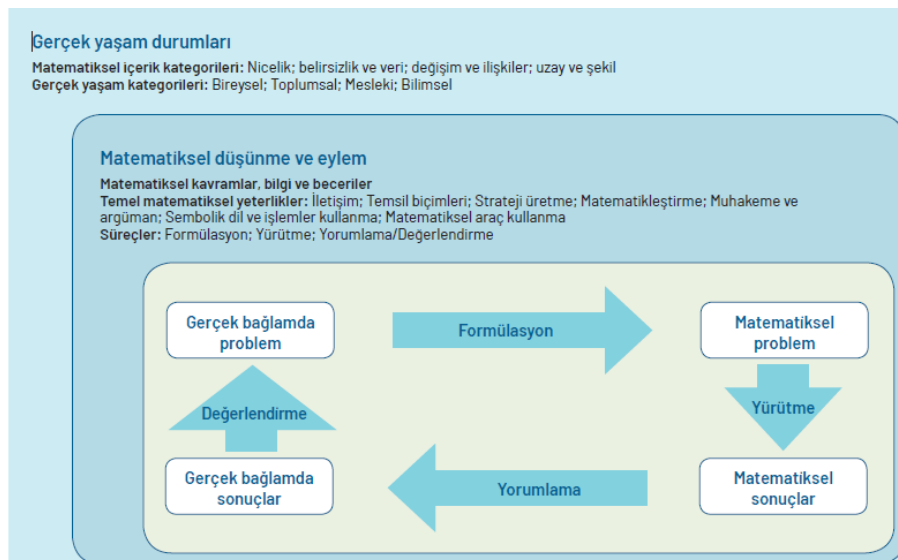 Gerçek yaşam durumları
Matematiksel içerik kategorileri: Nicelik; belirsizlik ve veri; değişim ve ilişkiler; uzay ve şekil
Gerçek yaşam kategorileri: Bireysel; Toplumsal; Mesleki; Bilimsel
Matematiksel düşünme ve eylem
Matematiksel kavramlar, bilgi ve beceriler
Temel matematiksel yeterlikler: İletişim; Temsil biçimleri; Strateji üretme; Matematikleştirme; Muhakeme ve
argüman; Sembolik dil ve işlemler kullanma; Matematiksel araç kullanma
Süreçler: Formülasyon; Yürütme; Yorumlama/Değerlendirme
Gerçek bağlamda
problem
Formülasyon
Matematiksel
problem
Değerlendirme
Yürütme
Gerçek bağlamda
sonuçlar
Yorumlama
Matematiksel
sonuçlar